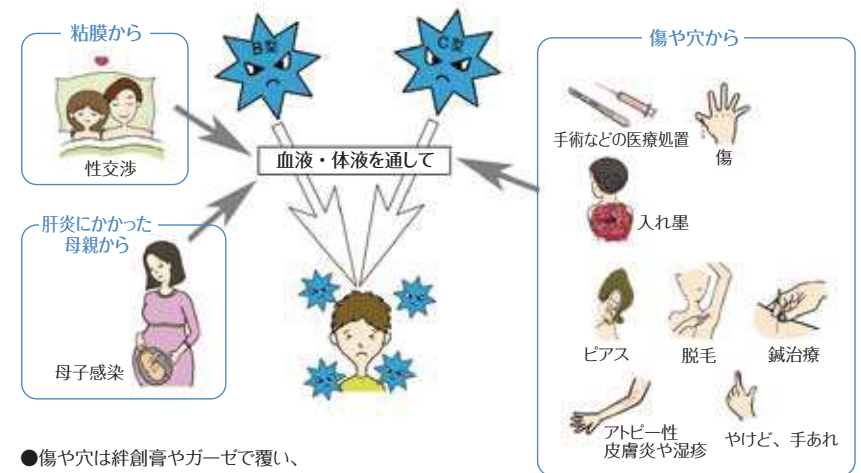 粘膜から
性交渉
B型
C型
血液・体液を通して
肝炎にかかった
母親から
母子感染
傷や穴から
手術などの医療処置
傷
入れ墨
ピアス
脱毛
鍼治療
アトピー性
皮膚炎や湿疹
やけど、手あれ
●傷や穴は絆創膏やガーゼで覆い、